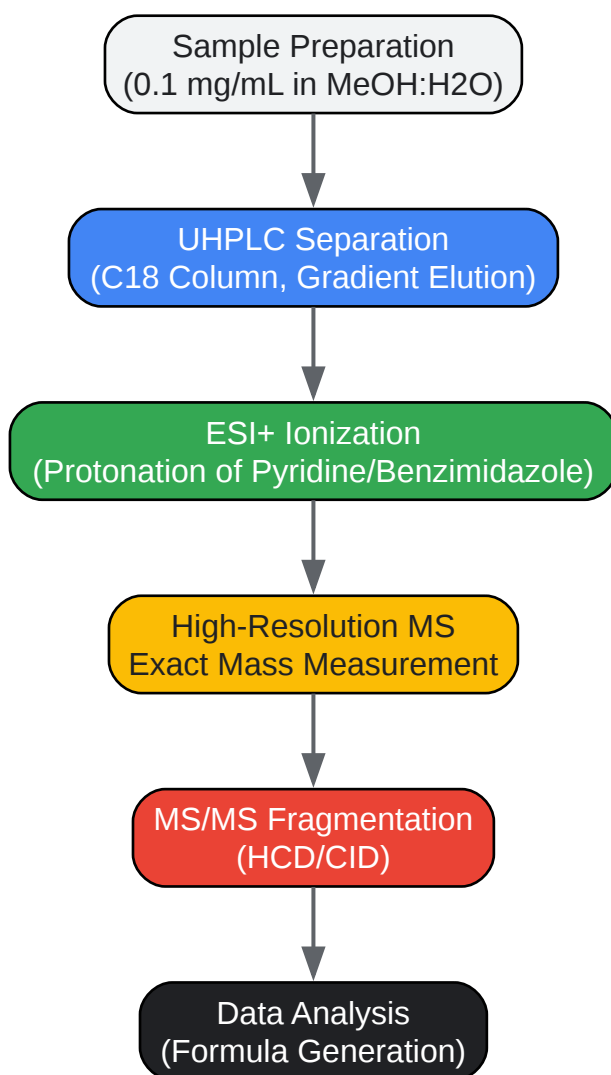 Sample Preparation
(0.1 mg/mL in MeOH:H2O)
UHPLC Separation
(C18 Column, Gradient Elution)
ESI+ Ionization
(Protonation of Pyridine/Benzimidazole)
High-Resolution MS
Exact Mass Measurement
MS/MS Fragmentation
(HCD/CID)
Data Analysis
(Formula Generation)